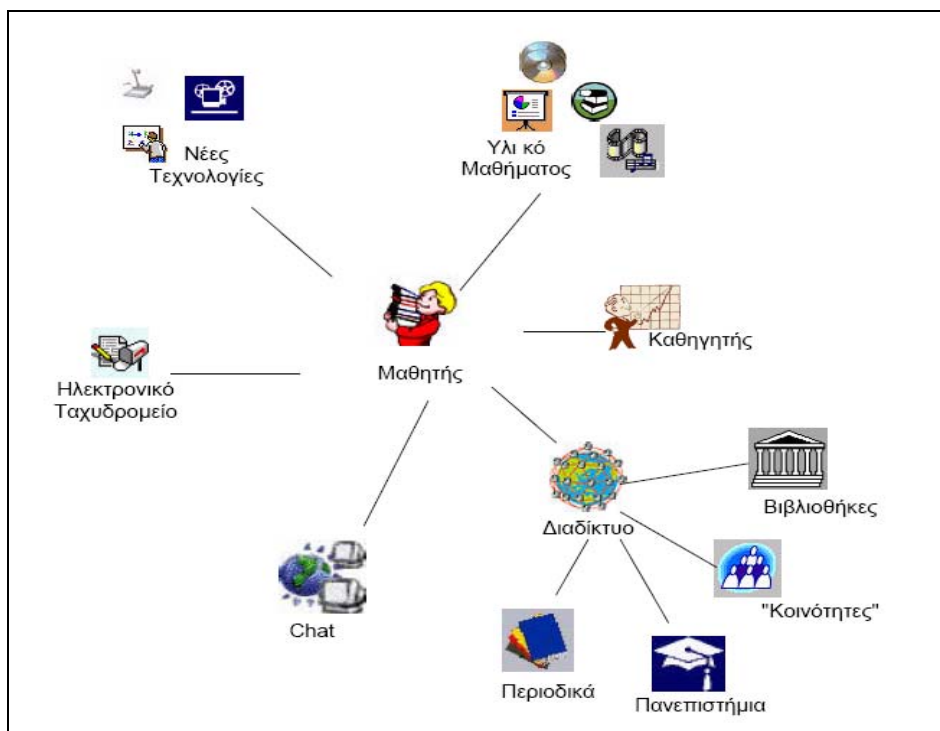 Νέες
Τεχνολογίες
Υλι κό
Μαθήματος
Μαθητής
Καθηγητής
Ηλεκτρονικό
Ταχυδρομείο
Διαδίκτυο
Βιβλιοθήκες
"Κοινότητες"
Chat
Περιοδικά
Πανεπιστήμια